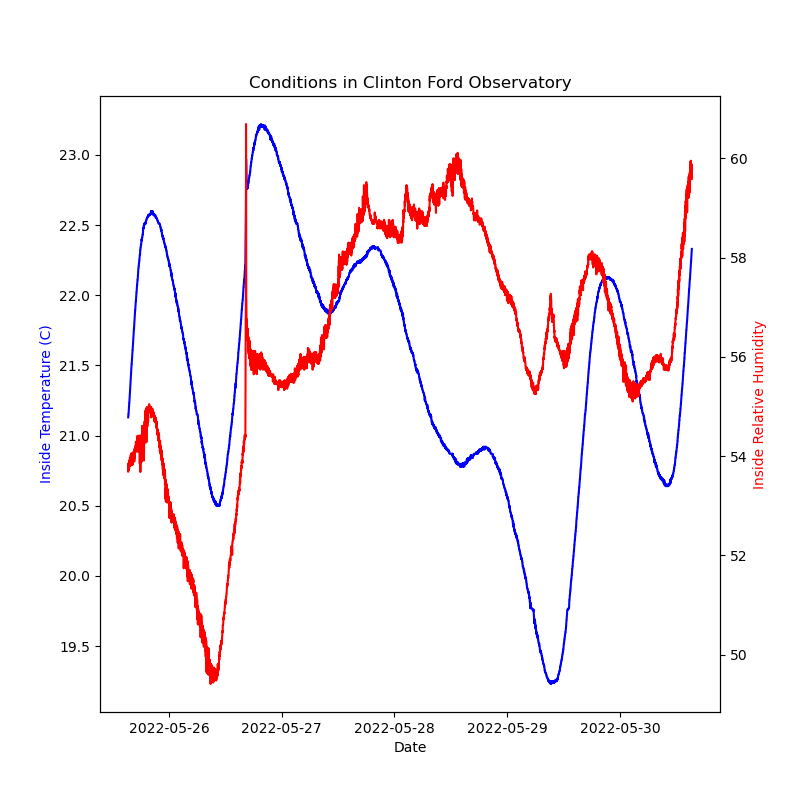 Conditions in Clinton Ford Observatory
Inside Temperature (C)
23.0
22.5
22.0
21.5
21.0
20.5
20.0
19.5
60
58
56
54
52
50
Inside Relative Humidity
2022-05-26 2022-05-27 2022-05-28 2022-05-29 2022-05-30
Date